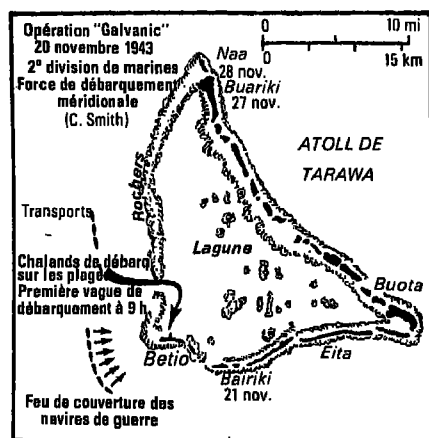 Opération "Galvanic"
20 novembre 1943
2º division de marines
Force de débarquement
méridionale
(C. Smith)
0 10 mi
0 15 km
Naa
28 nov.
Buariki
27 nov.
ATOLL DE
TARAWA
Rochers
Transports
Lagune
Chalands de débarq.
sur les plages
Première vague de
débarquement à 9 h.
Buota
Betio
Eita
Bairiki
21 nov.
Feu de couverture des
navires de guerre